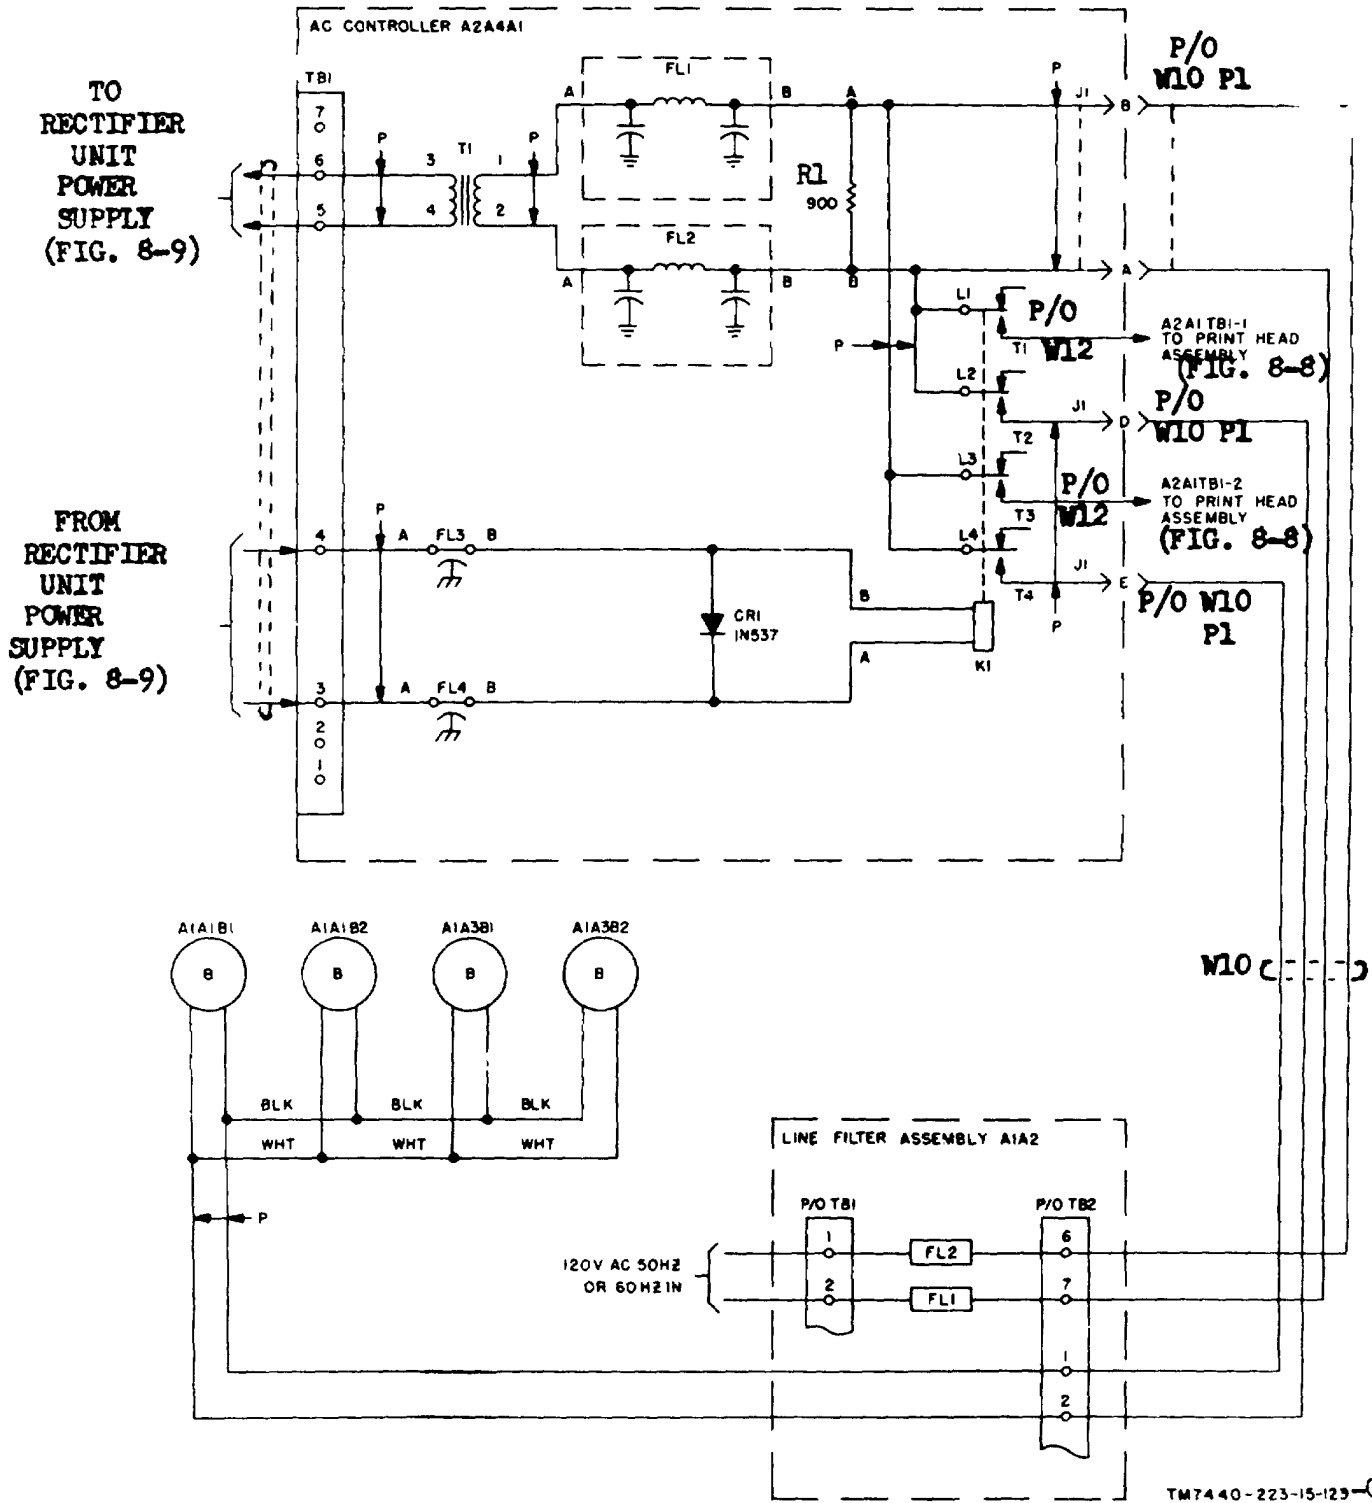 AC CONTROLLER A2A4A1
P/O
W10 P1
TO
RECTIFIER
UNIT
POWER
SUPPLY
(FIG. 8-9)
TB1
7
6
5
P
3
4
T1
1
2
P
A
FL1
B
A
FL2
B
A
R1
900
B
P
J1
B
A
L1
P/O
T1
W12
A2A1TB1-1
TO PRINT HEAD
ASSEMBLY
(FIG. 8-8)
P
L2
J1
D
P/O
W10 P1
T2
L3
P/O
T3
W12
A2A1TB1-2
TO PRINT HEAD
ASSEMBLY
(FIG. 8-8)
L4
J1
E
T4
P
P/O W10
P1
FROM
RECTIFIER
UNIT
POWER
SUPPLY
(FIG. 8-9)
4
P
A
FL3
B
CR1
1N537
B
A
K1
3
A
FL4
B
2
1
A1A1B1
A1A1B2
A1A3B1
A1A3B2
B
B
B
B
W10
BLK
BLK
BLK
WHT
WHT
WHT
P
LINE FILTER ASSEMBLY A1A2
P/O TB1
P/O TB2
120V AC 50HZ
OR 60HZ IN
1
FL2
6
2
FL1
7
1
2
TM7440-223-15-123